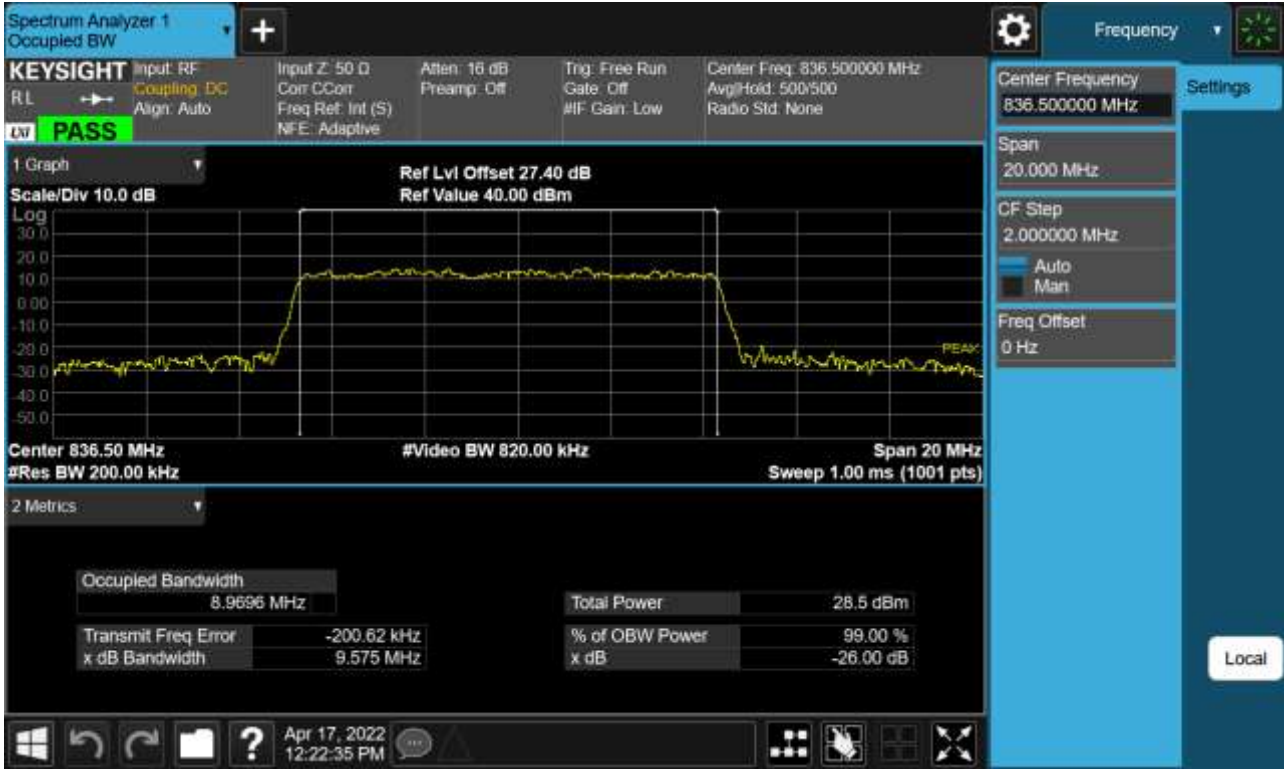 Spectrum Analyzer 1
Occupied BW
Frequency
KEYSIGHT
RL
LXI
PASS
Input: RF
Coupling: DC
Align: Auto
Input Z: 50 Ω
Corr CCorr
Freq Ref: Int (S)
NFE: Adaptive
Atten: 16 dB
Preamp: Off
Trig: Free Run
Gate: Off
#IF Gain: Low
Center Freq: 836.500000 MHz
Avg|Hold: 500/500
Radio Std: None
Center Frequency
836.500000 MHz
Settings
Span
20.000 MHz
CF Step
2.000000 MHz
Auto
Man
Freq Offset
0 Hz
Local
1 Graph
Scale/Div 10.0 dB
Ref Lvl Offset 27.40 dB
Ref Value 40.00 dBm
Log
30.0
20.0
10.0
0.00
-10.0
-20.0
-30.0
-40.0
-50.0
PEAK
Center 836.50 MHz
#Video BW 820.00 kHz
Span 20 MHz
#Res BW 200.00 kHz
Sweep 1.00 ms (1001 pts)
2 Metrics
Occupied Bandwidth
8.9696 MHz
Total Power 28.5 dBm
Transmit Freq Error -200.62 kHz
% of OBW Power 99.00 %
x dB Bandwidth 9.575 MHz
x dB -26.00 dB
?
Apr 17, 2022
12:22:35 PM